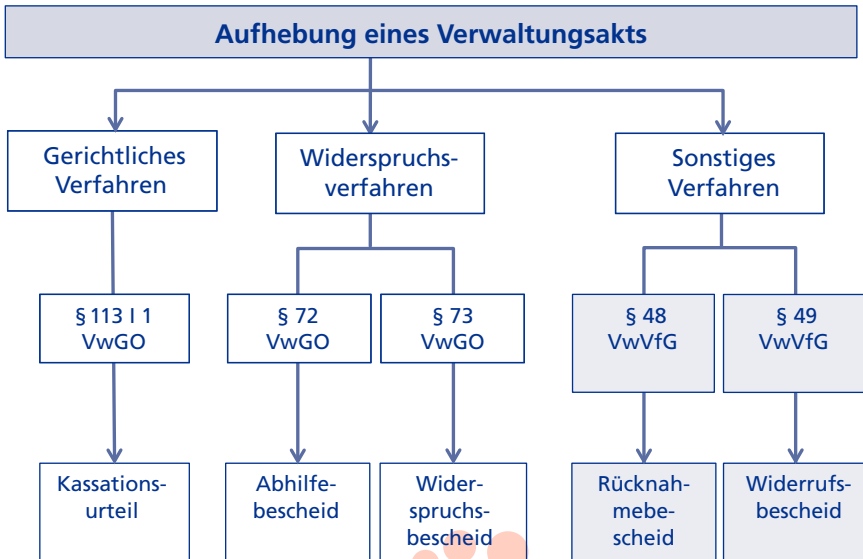 Aufhebung eines Verwaltungsakts
Gerichtliches
Verfahren
Widerspruchs-
verfahren
Sonstiges
Verfahren
§ 113 I 1
VwGO
§ 72
VwGO
§ 73
VwGO
§ 48
VwVfG
§ 49
VwVfG
Kassations-
urteil
Abhilfe-
bescheid
Wider-
spruchs-
bescheid
Rücknah-
mebe-
scheid
Widerrufs-
bescheid